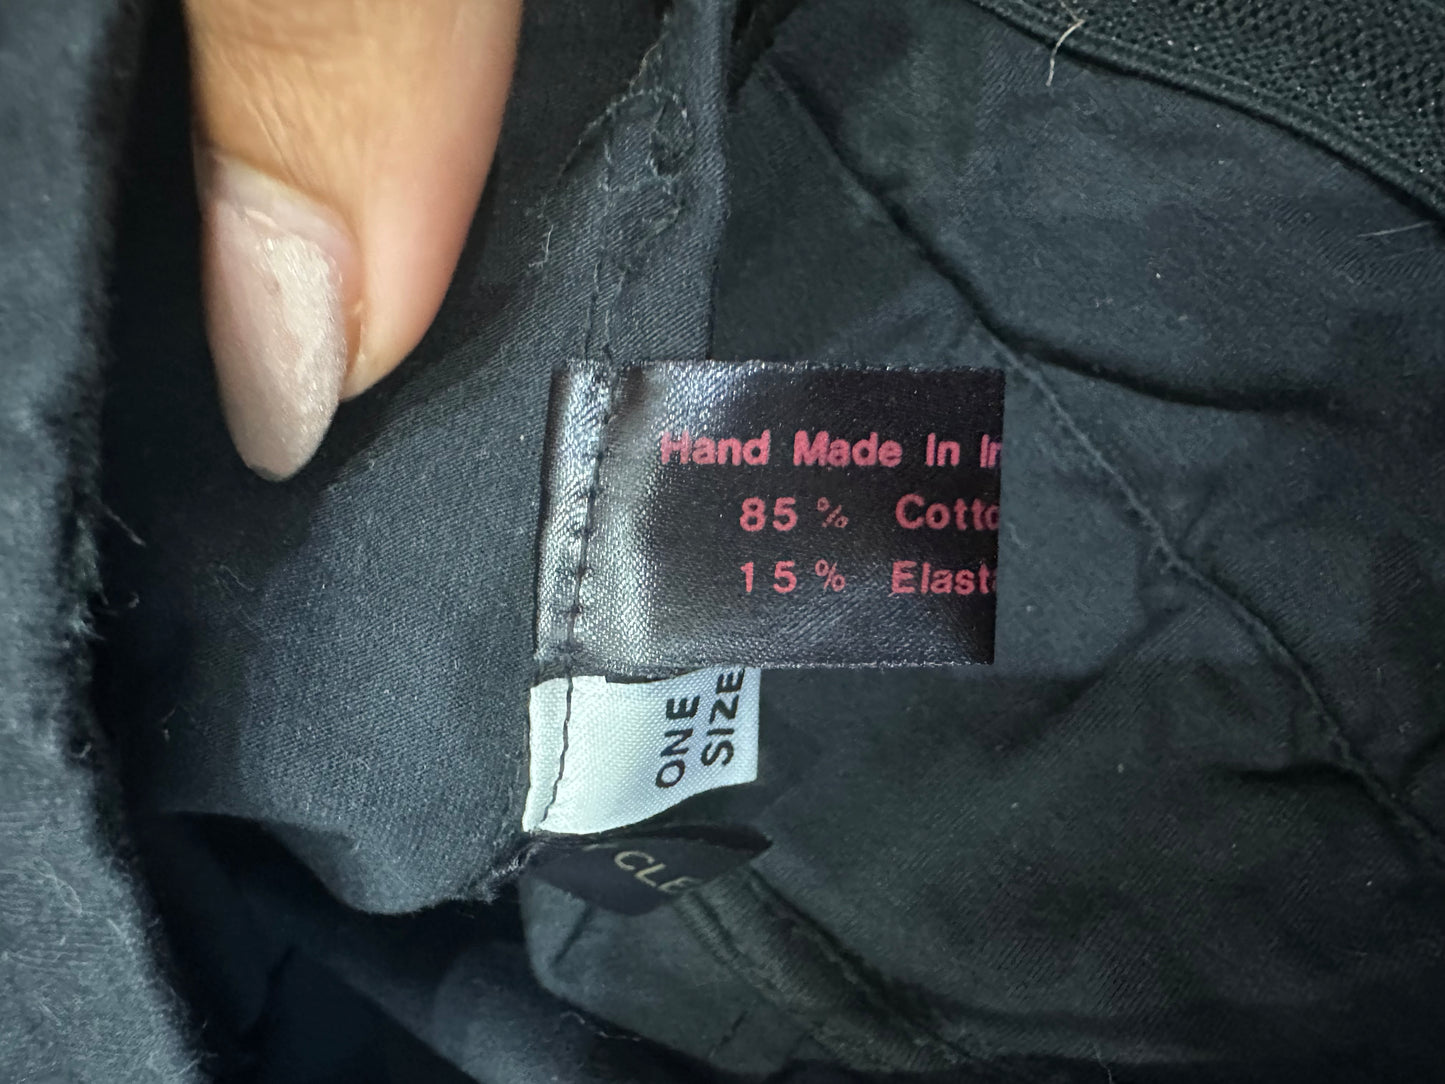 Hand Made In
85% Cotto
15% Elast
ONE
SIZE
CLE